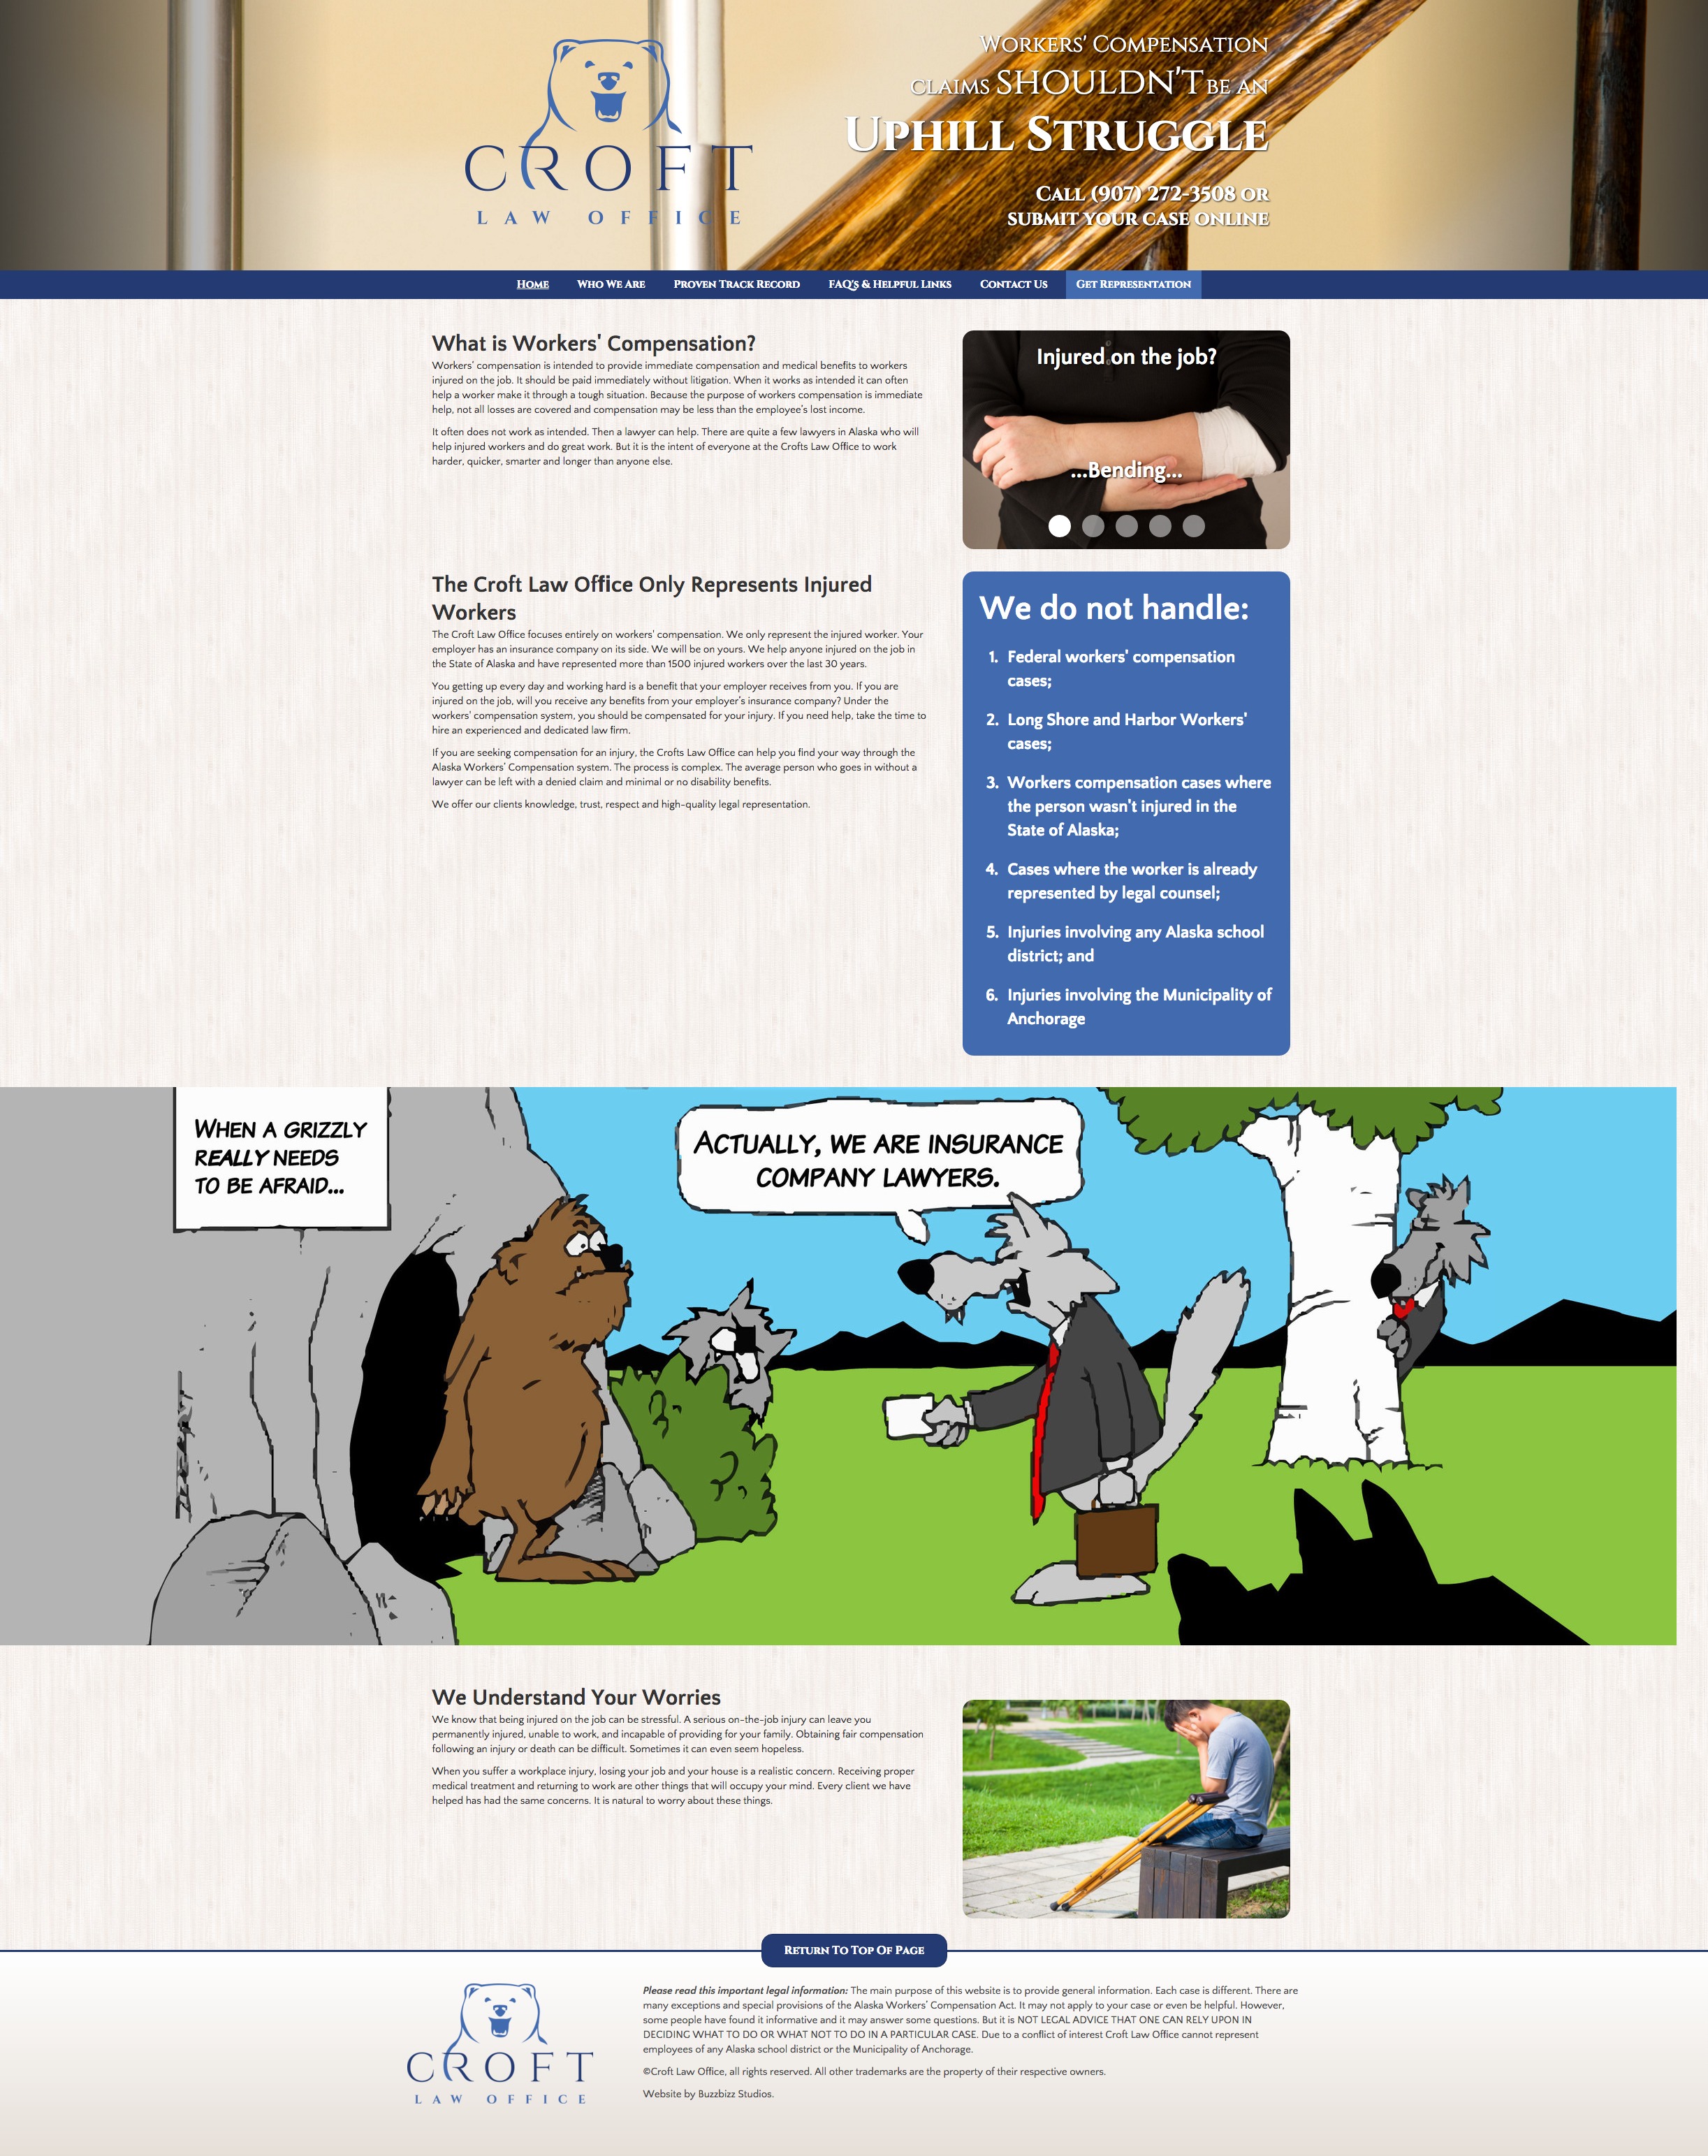 CROFT
LAW OFFICE
Workers' Compensation
claims SHOULDN'T be an
Uphill Struggle
Call (907) 272-3508 or
submit your case online
Home
Who We Are
Proven Track Record
FAQ's & Helpful Links
Contact Us
Get Representation
What is Workers' Compensation?
Workers' compensation is intended to provide immediate compensation and medical benefits to workers
injured on the job. It should be paid immediately without litigation. When it works as intended it can often
help a worker make it through a tough situation. Because the purpose of workers compensation is immediate
help, not all losses are covered and compensation may be less than the employee's lost income.
It often does not work as intended. Then a lawyer can help. There are quite a few lawyers in Alaska who will
help injured workers and do great work. But it is the intent of everyone at the Crofts Law Office to work
harder, quicker, smarter and longer than anyone else.
Injured on the job?
...Bending...
The Croft Law Office Only Represents Injured
Workers
The Croft Law Office focuses entirely on workers' compensation. We only represent the injured worker. Your
employer has an insurance company on its side. We will be on yours. We help anyone injured on the job in
the State of Alaska and have represented more than 1500 injured workers over the last 30 years.
You getting up every day and working hard is a benefit that your employer receives from you. If you are
injured on the job, will you receive any benefits from your employer's insurance company? Under the
workers' compensation system, you should be compensated for your injury. If you need help, take the time to
hire an experienced and dedicated law firm.
If you are seeking compensation for an injury, the Crofts Law Office can help you find your way through the
Alaska Workers' Compensation system. The process is complex. The average person who goes in without a
lawyer can be left with a denied claim and minimal or no disability benefits.
We offer our clients knowledge, trust, respect and high-quality legal representation.
We do not handle:
1. Federal workers' compensation
cases;
2. Long Shore and Harbor Workers'
cases;
3. Workers compensation cases where
the person wasn't injured in the
State of Alaska;
4. Cases where the worker is already
represented by legal counsel;
5. Injuries involving any Alaska school
district; and
6. Injuries involving the Municipality of
Anchorage
WHEN A GRIZZLY
REALLY NEEDS
TO BE AFRAID...
ACTUALLY, WE ARE INSURANCE
COMPANY LAWYERS.
We Understand Your Worries
We know that being injured on the job can be stressful. A serious on-the-job injury can leave you
permanently injured, unable to work, and incapable of providing for your family. Obtaining fair compensation
following an injury or death can be difficult. Sometimes it can even seem hopeless.
When you suffer a workplace injury, losing your job and your house is a realistic concern. Receiving proper
medical treatment and returning to work are other things that will occupy your mind. Every client we have
helped has had the same concerns. It is natural to worry about these things.
Return To Top Of Page
CROFT
LAW OFFICE
Please read this important legal information: The main purpose of this website is to provide general information. Each case is different. There are
many exceptions and special provisions of the Alaska Workers' Compensation Act. It may not apply to your case or even be helpful. However,
some people have found it informative and it may answer some questions. But it is NOT LEGAL ADVICE THAT ONE CAN RELY UPON IN
DECIDING WHAT TO DO OR WHAT NOT TO DO IN A PARTICULAR CASE. Due to a conflict of interest Croft Law Office cannot represent
employees of any Alaska school district or the Municipality of Anchorage.
©Croft Law Office, all rights reserved. All other trademarks are the property of their respective owners.
Website by Buzzbizz Studios.